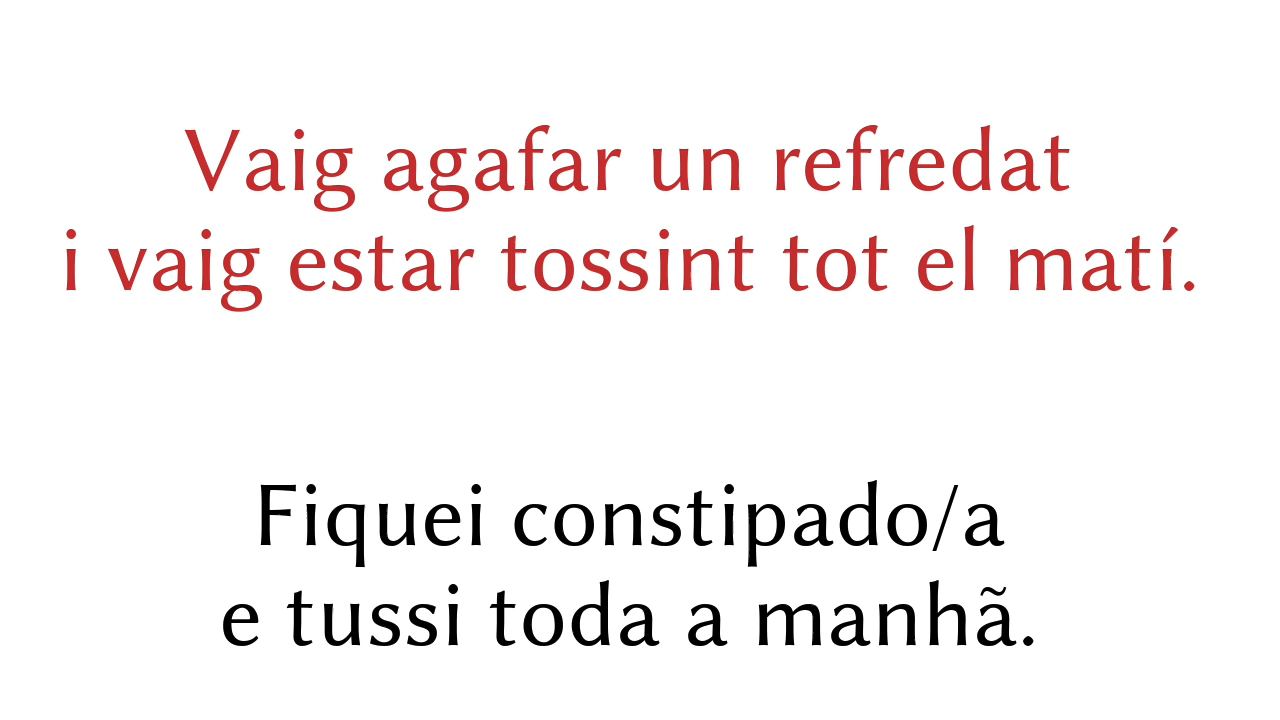 Vaig agafar un refredat
i vaig estar tossint tot el matí.
Fiquei constipado/a
e tussi toda a manhã.